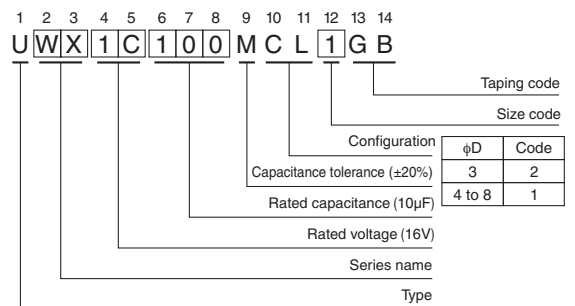 1 2 3 4 5 6 7 8 9 10 11 12 13 14
U W X 1 C 1 0 0 M C L 1 G B
Taping code
Size code
Configuration
Capacitance tolerance (±20%)
Rated capacitance (10µF)
Rated voltage (16V)
Series name
Type
ϕD Code
3 2
4 to 8 1